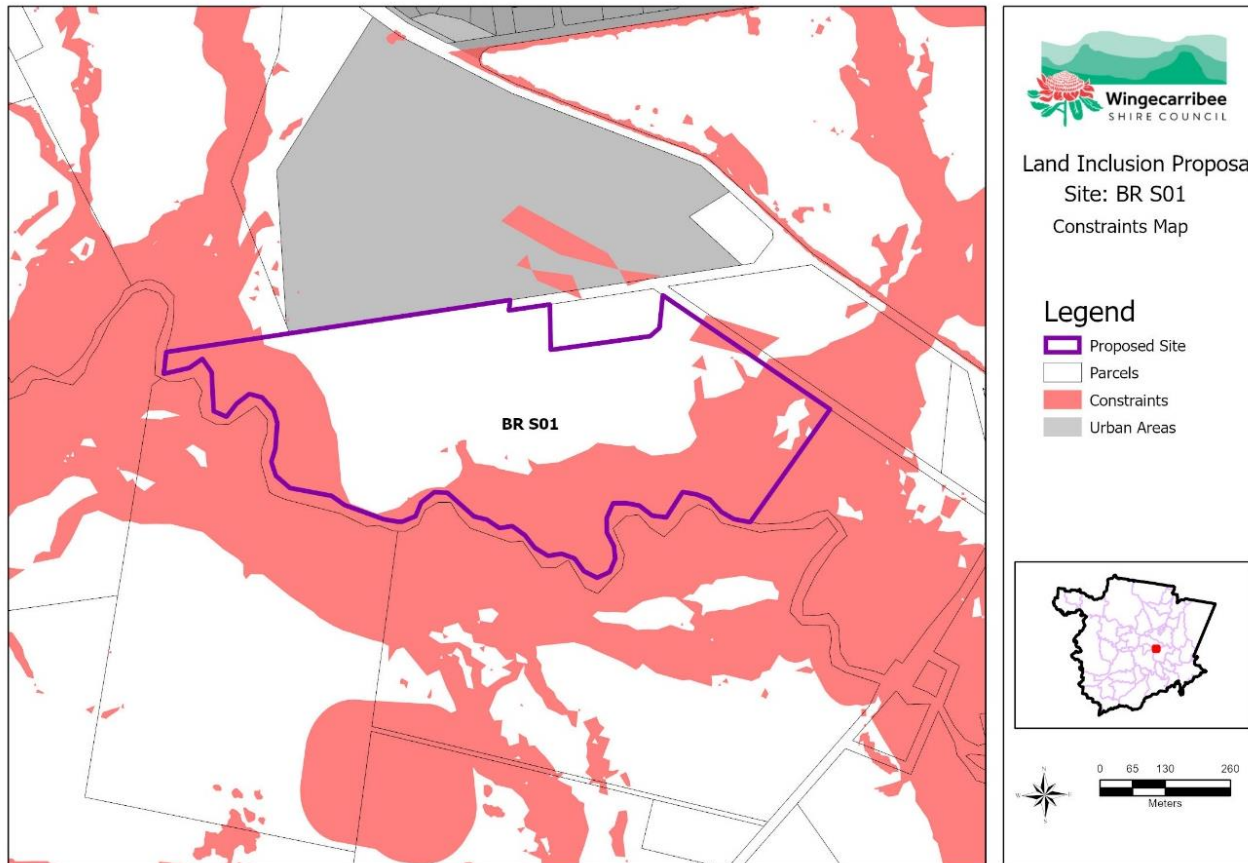 Wingecarribee
SHIRE COUNCIL
Land Inclusion Proposa
Site: BR S01
Constraints Map
Legend
Proposed Site
Parcels
Constraints
Urban Areas
BR S01
N
W
E
S
0 65 130 260
Meters